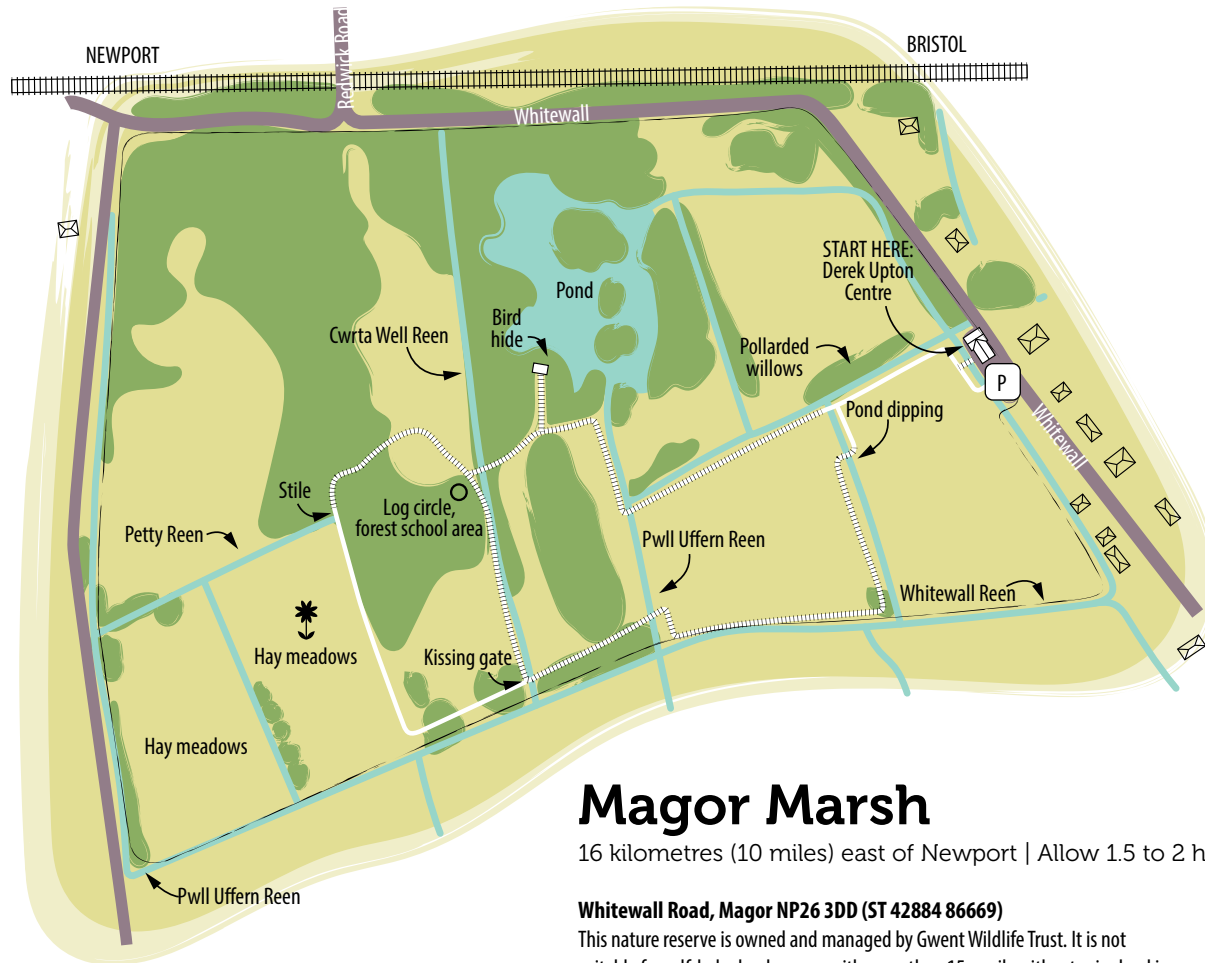 NEWPORT
BRISTOL
Redwick Road
Whitewall
START HERE:
Derek Upton
Centre
Pond
Bird
hide
Cwrta Well Reen
Pollarded
willows
P
Pond dipping
Whitewall
Stile
Log circle,
forest school area
Petty Reen
Pwll Uffern Reen
Whitewall Reen
Hay meadows
Kissing gate
Hay meadows
Pwll Uffern Reen
Magor Marsh
16 kilometres (10 miles) east of Newport | Allow 1.5 to 2 h
Whitewall Road, Magor NP26 3DD (ST 42884 86669)
This nature reserve is owned and managed by Gwent Wildlife Trust. It is not